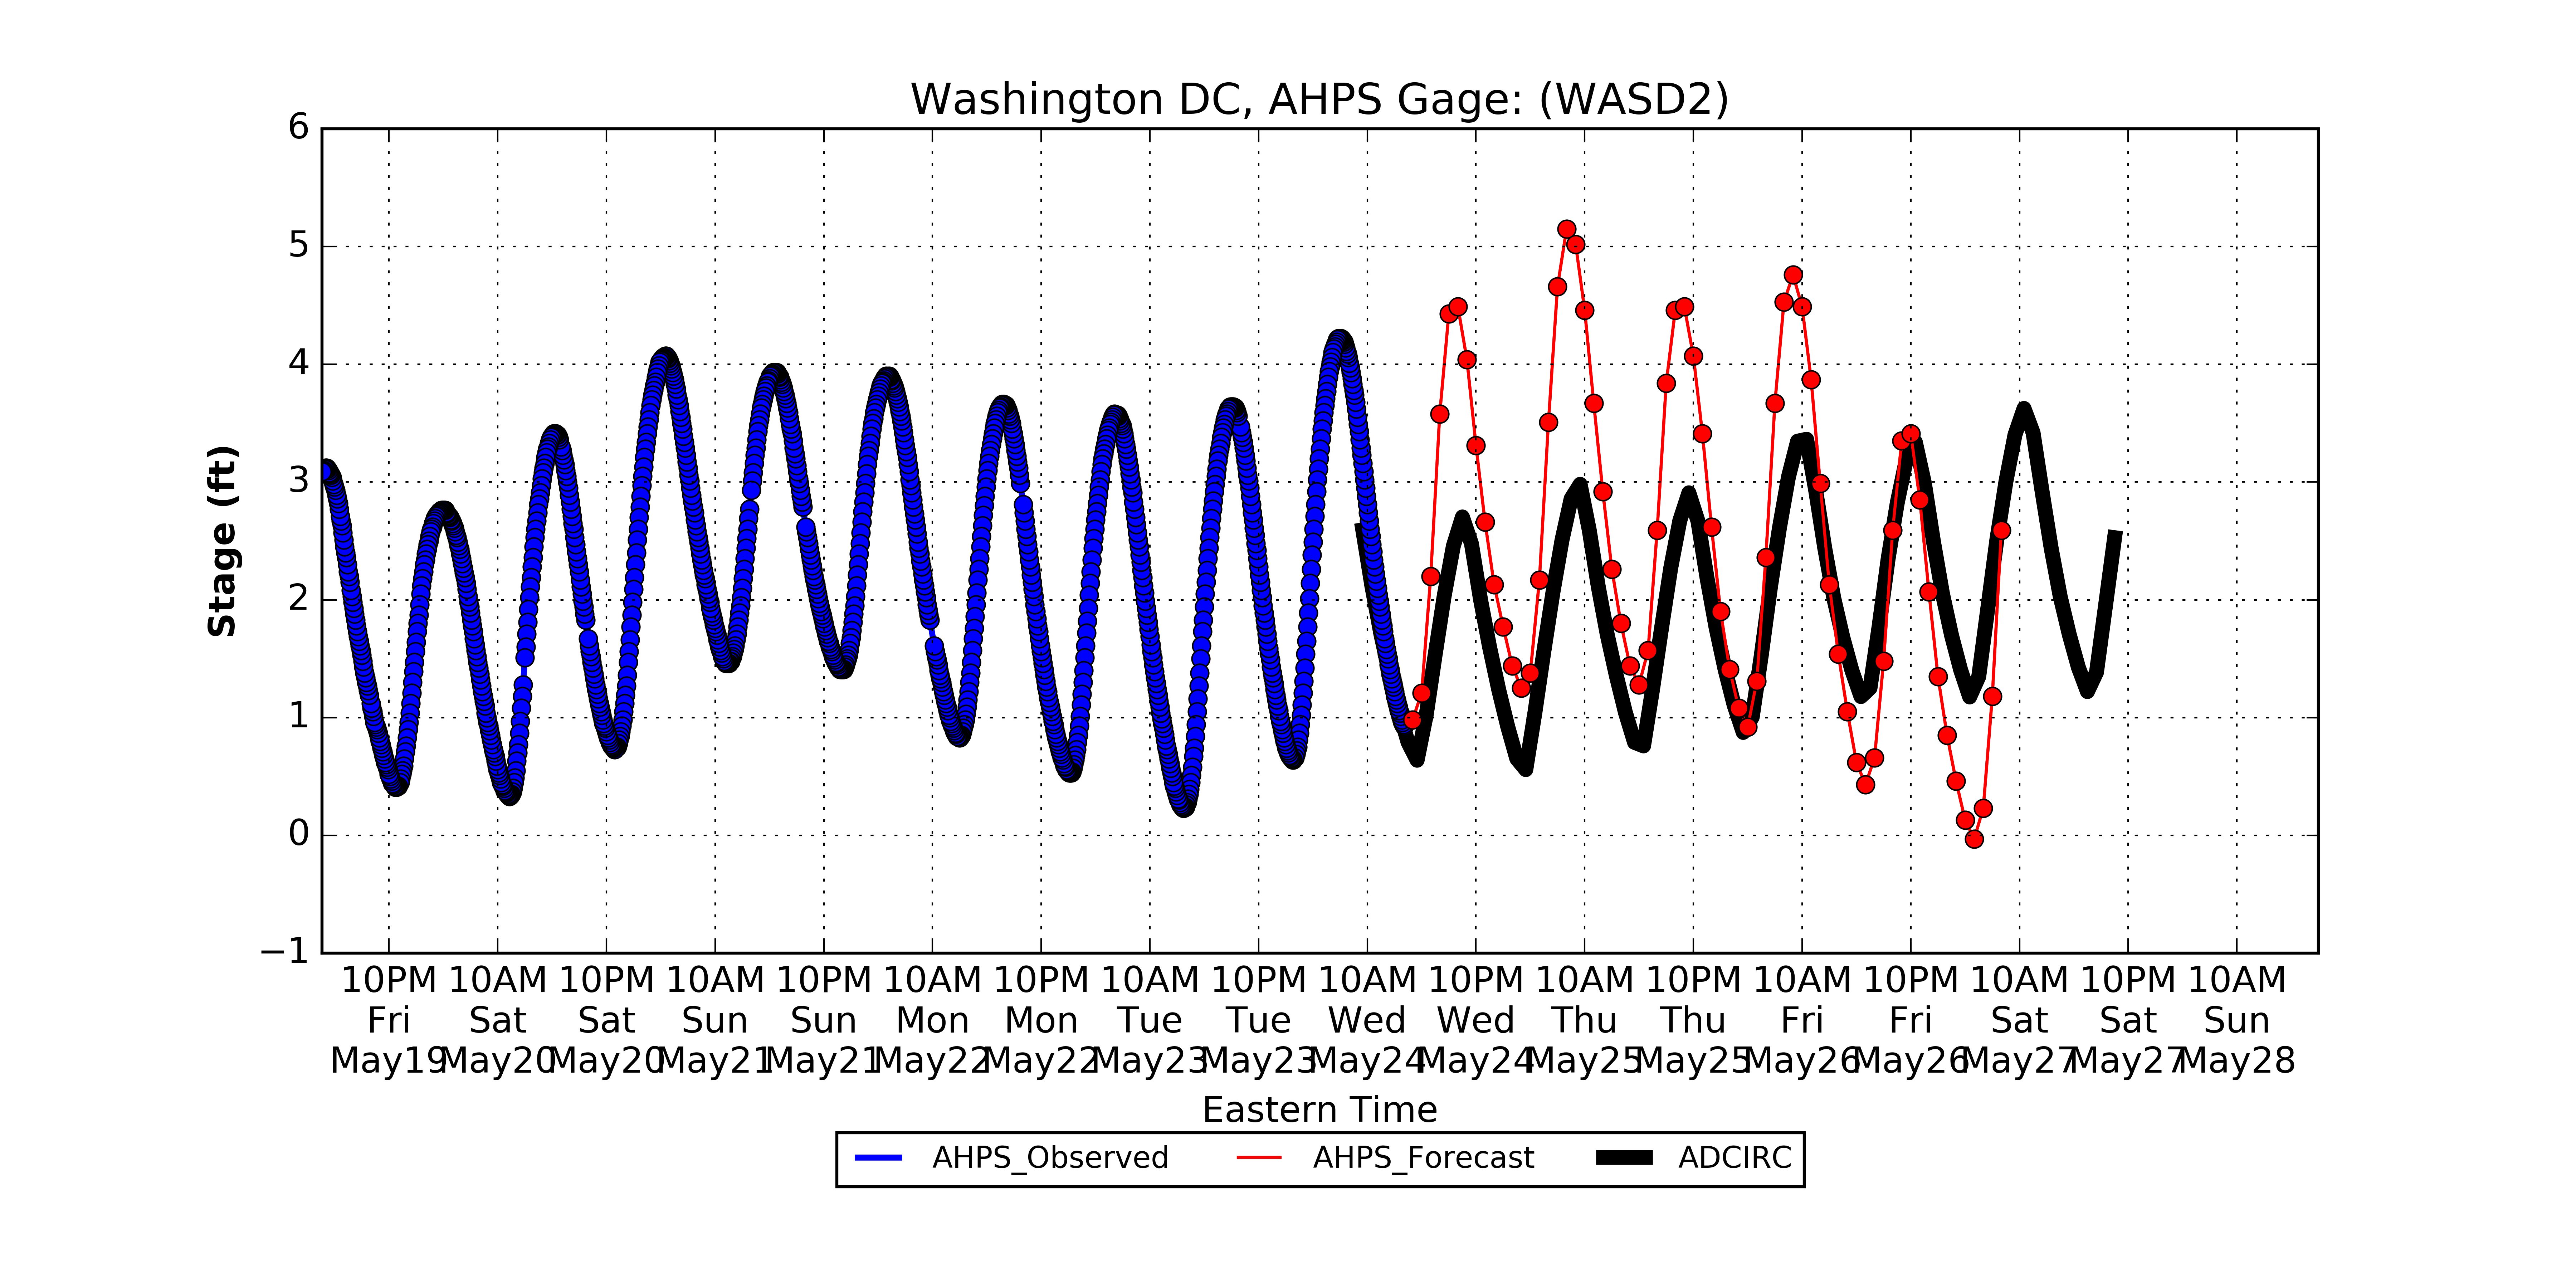 Washington DC, AHPS Gage: (WASD2)
6
5
4
3
2
1
0
−1
Stage (ft)
10PM 10AM 10PM 10AM 10PM 10AM 10PM 10AM 10PM 10AM 10PM 10AM 10PM 10AM 10PM 10AM 10PM 10AM
Fri Sat Sat Sun Sun Mon Mon Tue Tue Wed Wed Thu Thu Fri Fri Sat Sat Sun
May19 May20 May20 May21 May21 May22 May22 May23 May23 May24 May24 May25 May25 May26 May26 May27 May27 May28
Eastern Time
AHPS_Observed AHPS_Forecast ADCIRC